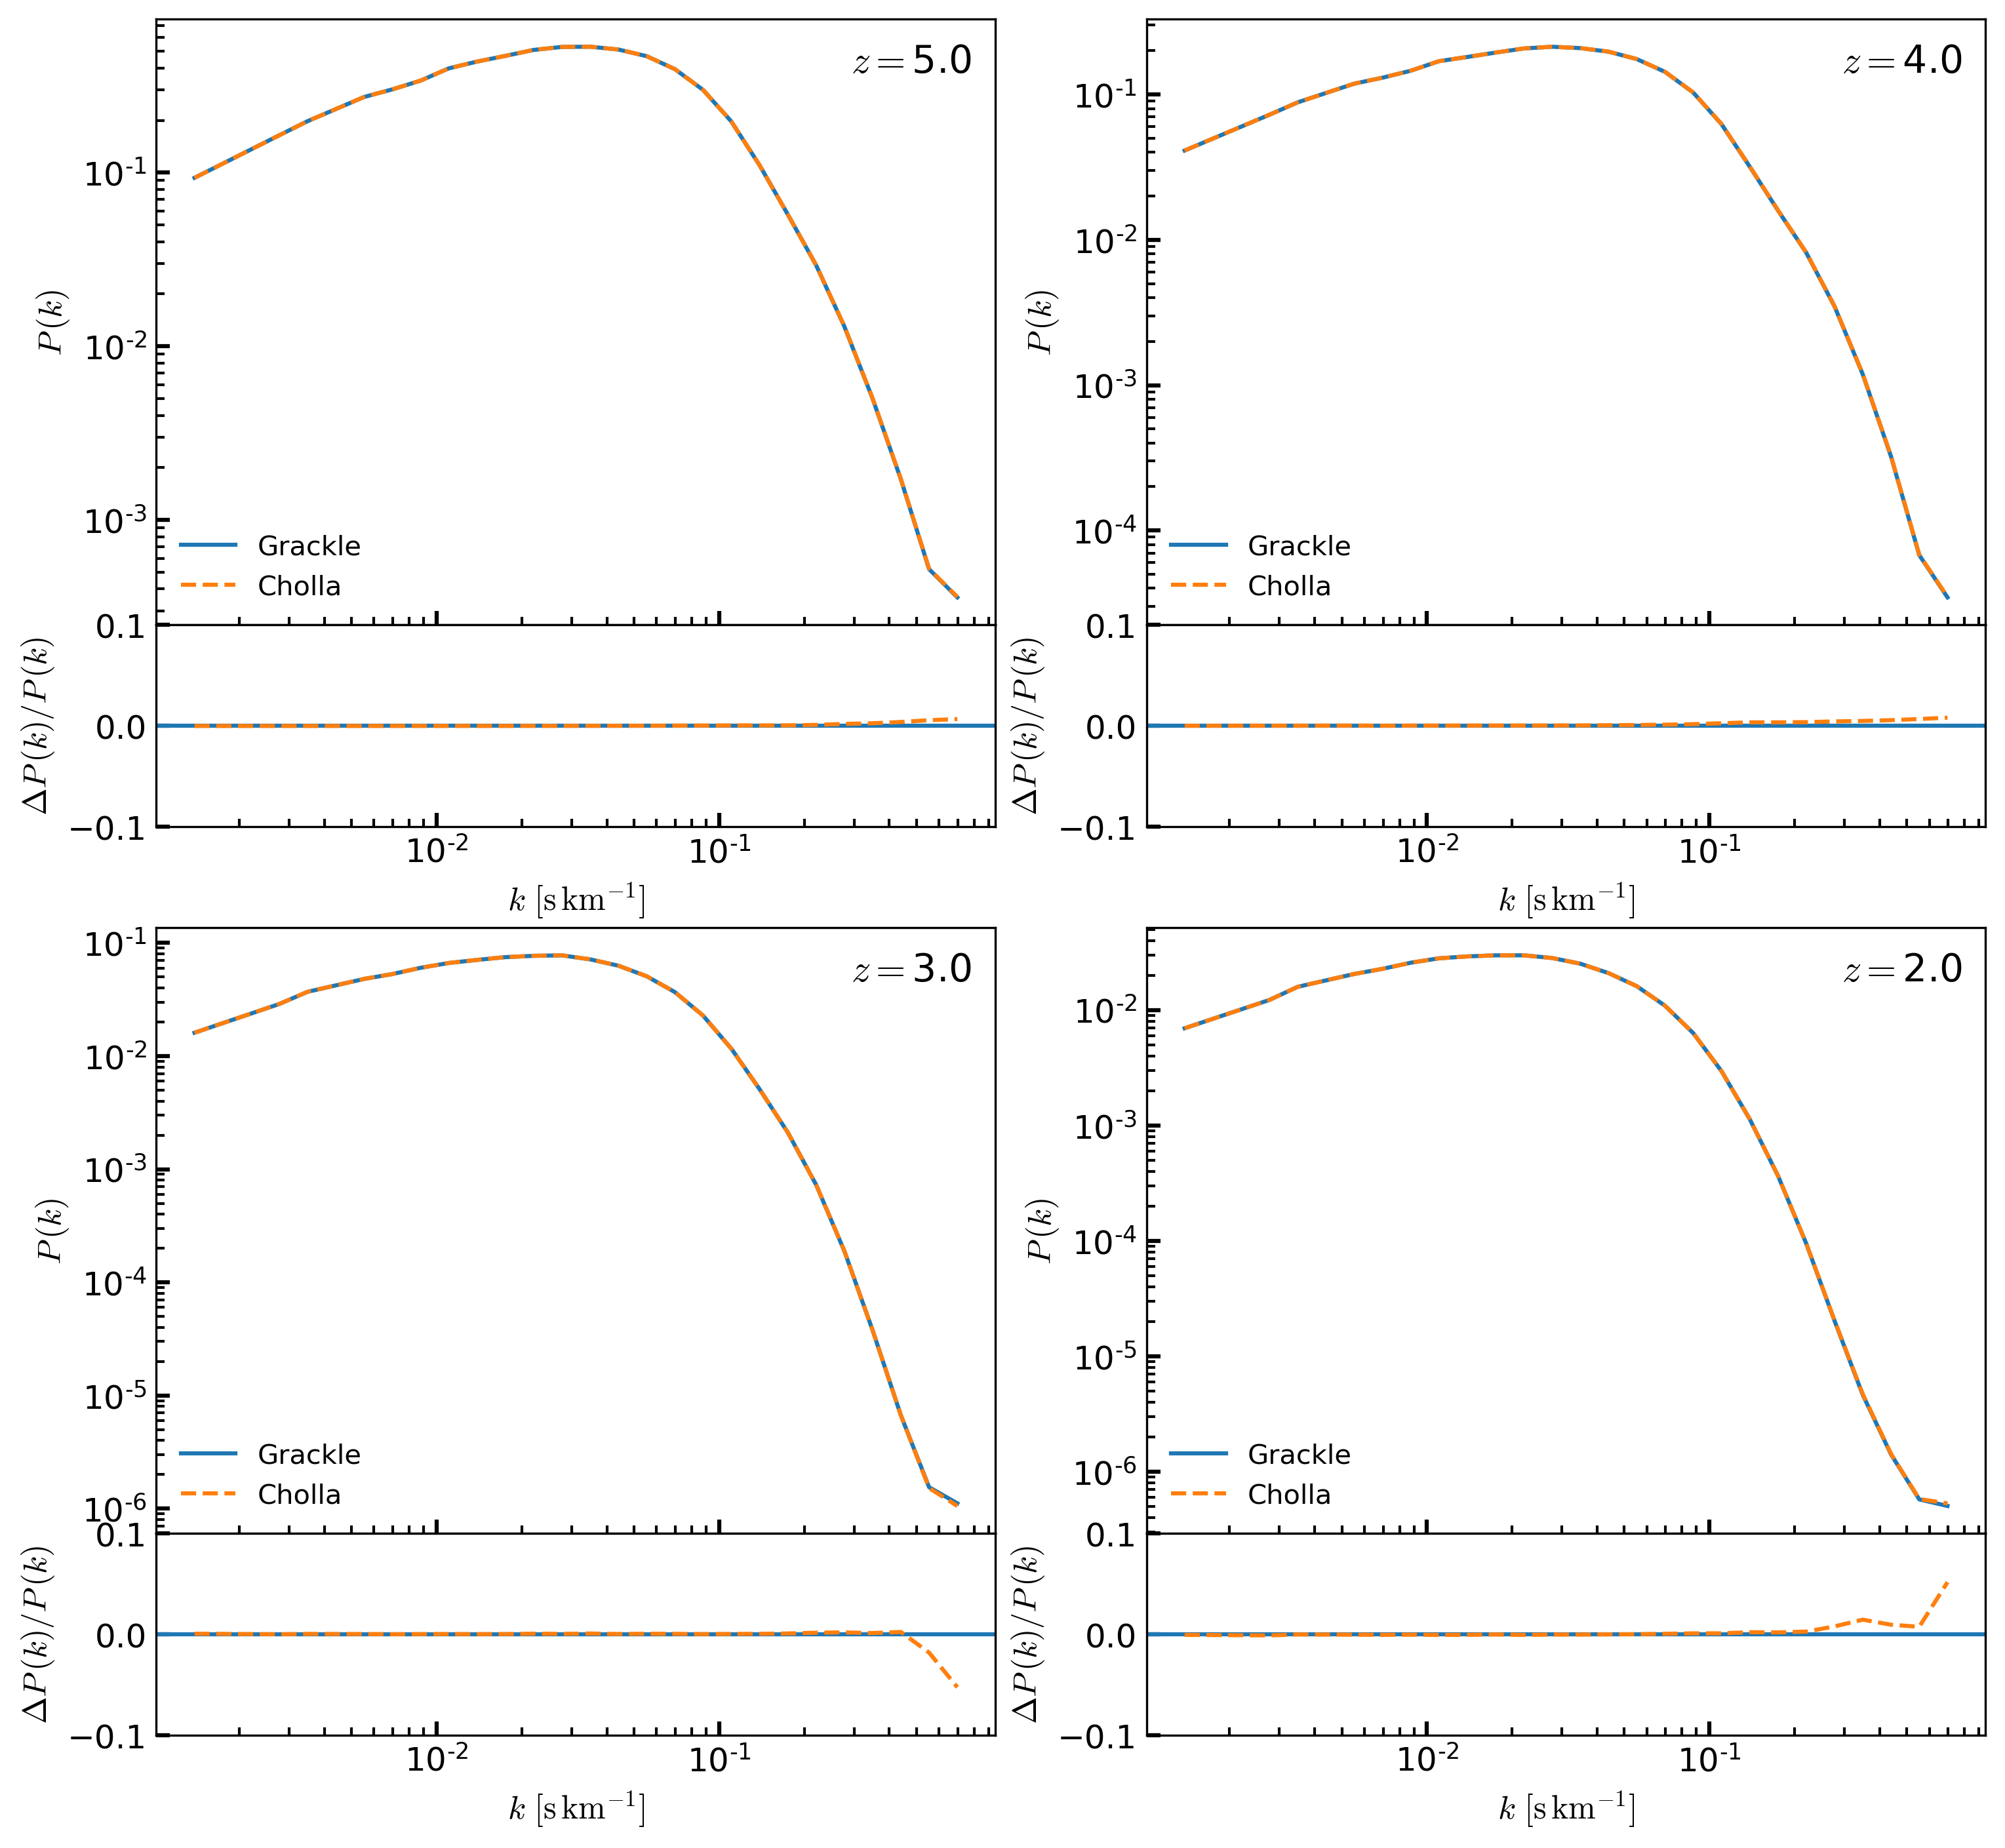 z = 5.0
10-1
10-2
10-3
P(k)
Grackle
Cholla
0.1
0.0
−0.1
ΔP(k)/P(k)
10-2 10-1
k [s km−1]
z = 4.0
10-1
10-2
10-3
10-4
P(k)
Grackle
Cholla
0.1
0.0
−0.1
ΔP(k)/P(k)
10-2 10-1
k [s km−1]
z = 3.0
10-1
10-2
10-3
10-4
10-5
10-6
P(k)
Grackle
Cholla
0.1
0.0
−0.1
ΔP(k)/P(k)
10-2 10-1
k [s km−1]
z = 2.0
10-2
10-3
10-4
10-5
10-6
P(k)
Grackle
Cholla
0.1
0.0
−0.1
ΔP(k)/P(k)
10-2 10-1
k [s km−1]